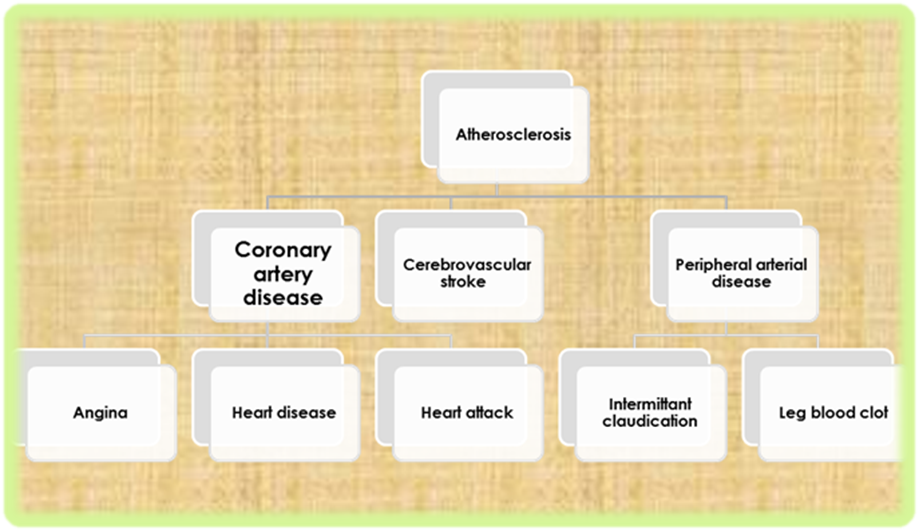 Atherosclerosis
Coronary
artery
disease
Cerebrovascular
stroke
Peripheral arterial
disease
Angina
Heart disease
Heart attack
Intermittant
claudication
Leg blood clot